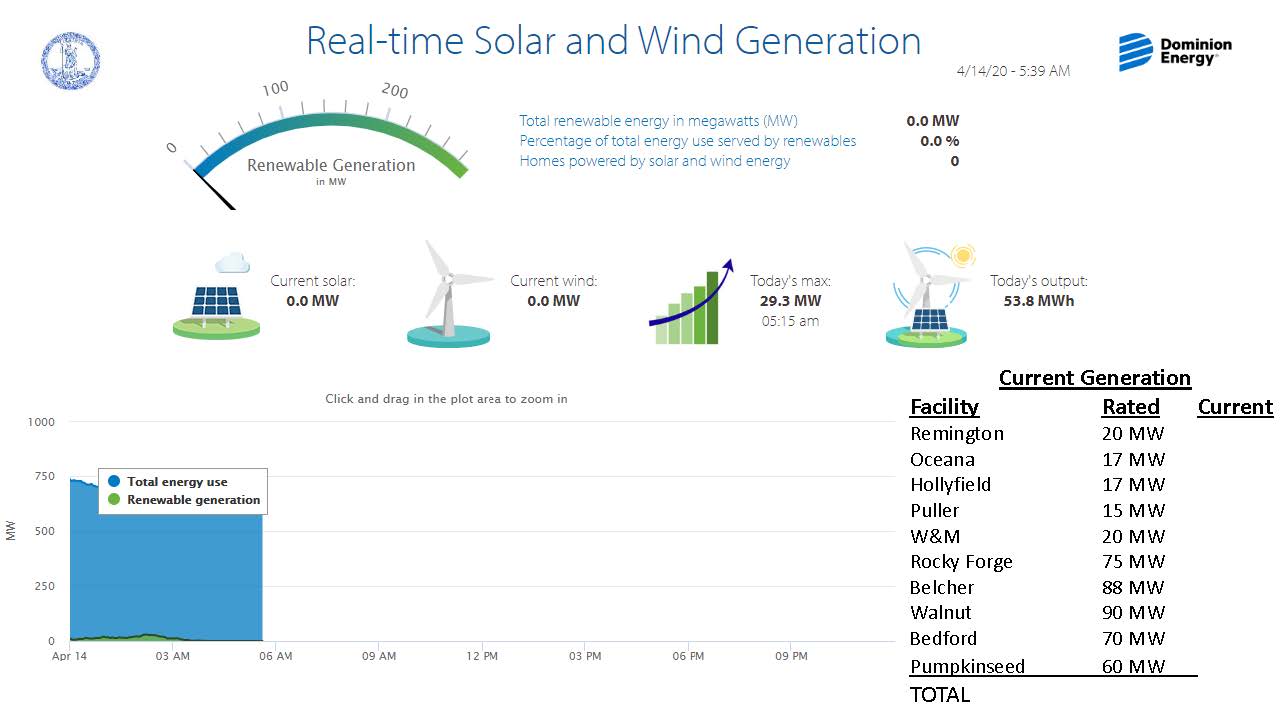 Real-time Solar and Wind Generation
Dominion
Energy
4/14/20 - 5:39 AM
0
100
200
Renewable Generation
in MW
Total renewable energy in megawatts (MW) 0.0 MW
Percentage of total energy use served by renewables 0.0 %
Homes powered by solar and wind energy 0
Current solar:
0.0 MW
Current wind:
0.0 MW
Today's max:
29.3 MW
05:15 am
Today's output:
53.8 MWh
Click and drag in the plot area to zoom in
MW
1000
750
500
250
0
Total energy use
Renewable generation
Apr 14 03 AM 06 AM 09 AM 12 PM 03 PM 06 PM 09 PM
Current Generation
Facility Rated Current
Remington 20 MW
Oceana 17 MW
Hollyfield 17 MW
Puller 15 MW
W&M 20 MW
Rocky Forge 75 MW
Belcher 88 MW
Walnut 90 MW
Bedford 70 MW
Pumpkinseed 60 MW
TOTAL